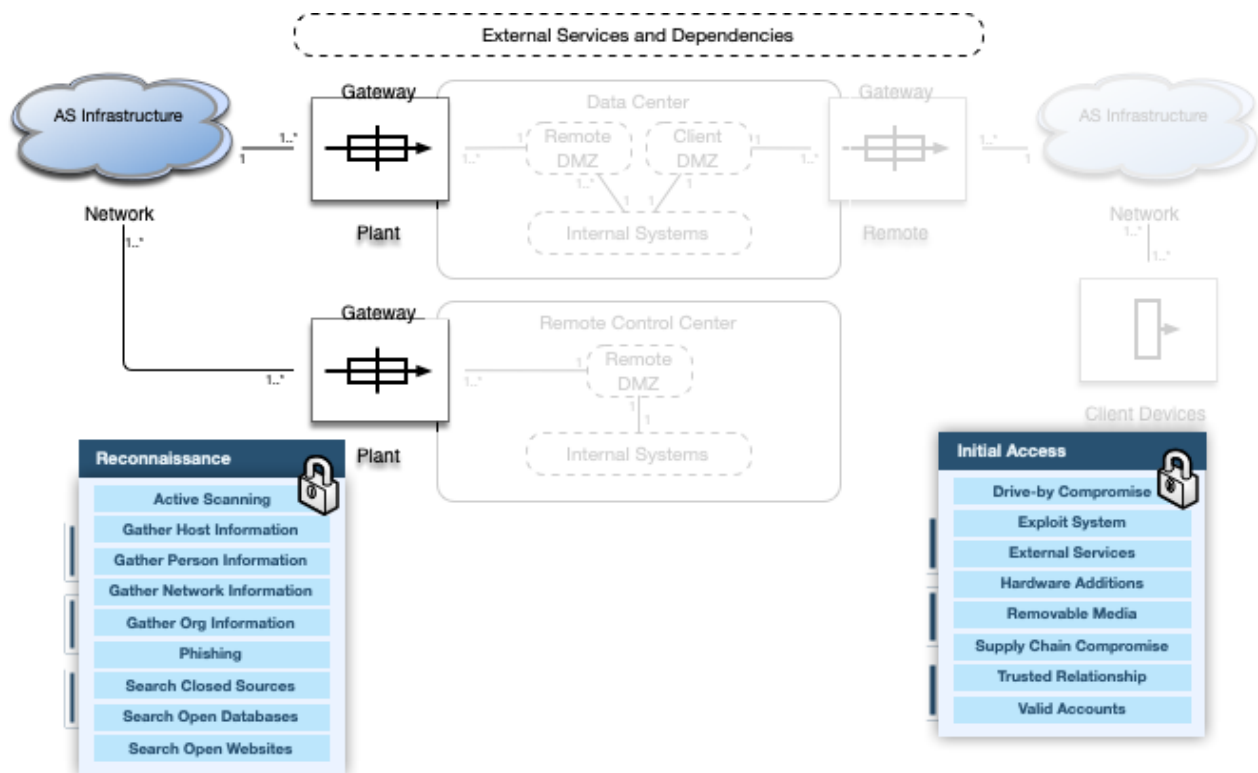 External Services and Dependencies
AS Infrastructure
Network
1
1..*
Gateway
Plant
1..*
1
Data Center
Remote
DMZ
Client
DMZ
1..*
1
1
1
Internal Systems
1
1..*
Gateway
Remote
1..*
1
AS Infrastructure
Network
1..*
1..*
Client Devices
1..*
1..*
Gateway
Plant
1..*
1
Remote Control Center
Remote
DMZ
1
1
Internal Systems
Reconnaissance
Active Scanning
Gather Host Information
Gather Person Information
Gather Network Information
Gather Org Information
Phishing
Search Closed Sources
Search Open Databases
Search Open Websites
Initial Access
Drive-by Compromise
Exploit System
External Services
Hardware Additions
Removable Media
Supply Chain Compromise
Trusted Relationship
Valid Accounts